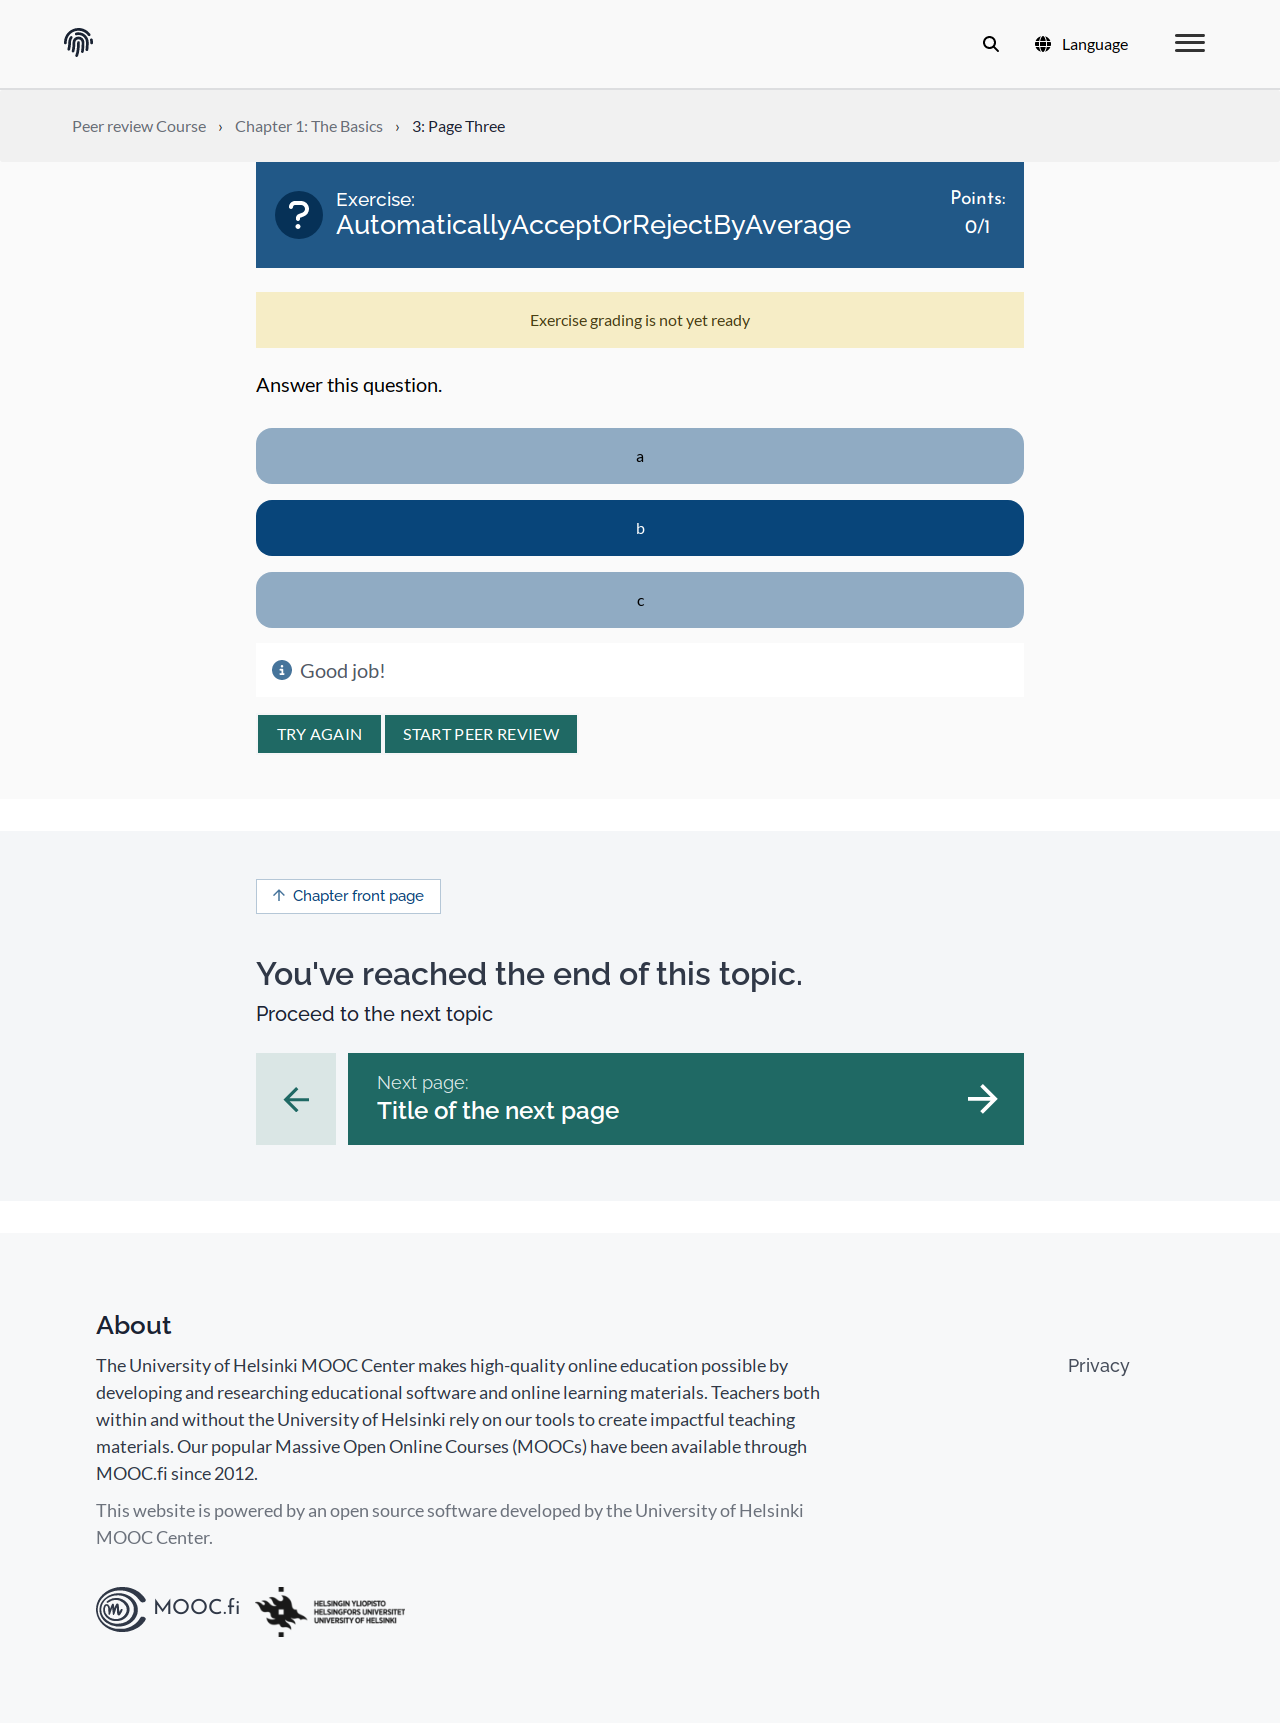 Language
Peer review Course › Chapter 1: The Basics › 3: Page Three
Exercise:
AutomaticallyAcceptOrRejectByAverage
Points:
0/1
Exercise grading is not yet ready
Answer this question.
a
b
c
Good job!
TRY AGAIN
START PEER REVIEW
Chapter front page
You've reached the end of this topic.
Proceed to the next topic
Next page:
Title of the next page
About
The University of Helsinki MOOC Center makes high-quality online education possible by
developing and researching educational software and online learning materials. Teachers both
within and without the University of Helsinki rely on our tools to create impactful teaching
materials. Our popular Massive Open Online Courses (MOOCs) have been available through
MOOC.fi since 2012.
Privacy
This website is powered by an open source software developed by the University of Helsinki
MOOC Center.
MOOC.fi
HELSINGIN YLIOPISTO
HELSINGFORS UNIVERSITET
UNIVERSITY OF HELSINKI